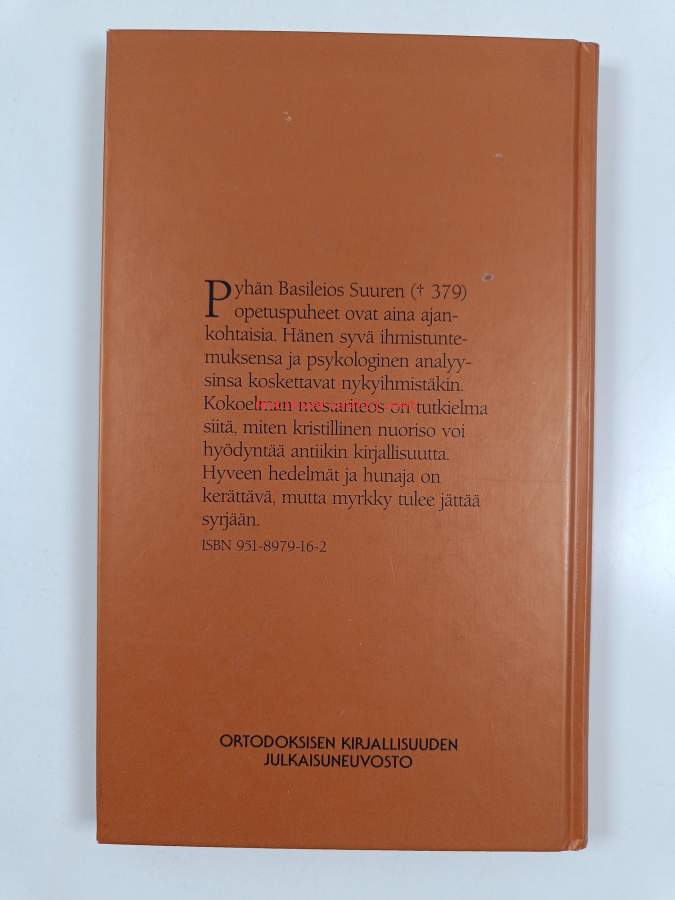 Pyhän Basileios Suuren († 379)
opetuspuheet ovat aina ajan-
kohtaisia. Hänen syvä ihmistunte-
muksensa ja psykologinen analyy-
sinsa koskettavat nykyihmistäkin.
Kokoelman mesariteos on tutkielma
siitä, miten kristillinen nuoriso voi
hyödyntää antiikin kirjallisuutta.
Hyveen hedelmät ja hunaja on
kerättävä, mutta myrkky tulee jättää
syrjään.
ISBN 951-8979-16-2
ORTODOKSISEN KIRJALLISUUDEN
JULKAISUNEUVOSTO